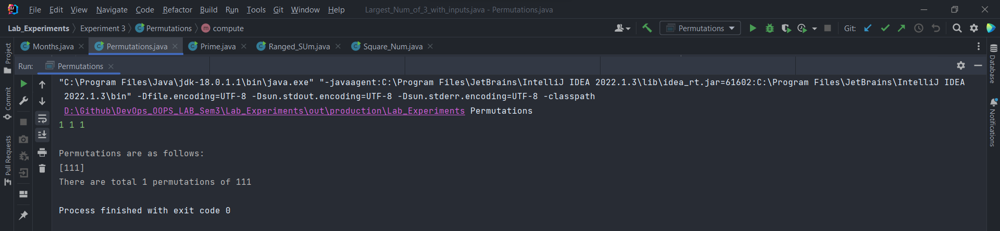 File Edit View Navigate Code Refactor Build Run Tools Git Window Help Largest_Num_of_3_with_inputs.java - Permutations.java
Lab_Experiments Experiment 3 Permutations m compute Permutations Git:
Months.java Permutations.java Prime.java Ranged_SUm.java Square_Num.java
Project
Commit
Pull Requests
Run: Permutations
"C:\Program Files\Java\jdk-18.0.1.1\bin\java.exe" "-javaagent:C:\Program Files\JetBrains\IntelliJ IDEA 2022.1.3\lib\idea_rt.jar=61602:C:\Program Files\JetBrains\IntelliJ IDEA
2022.1.3\bin" -Dfile.encoding=UTF-8 -Dsun.stdout.encoding=UTF-8 -Dsun.stderr.encoding=UTF-8 -classpath
D:\Github\DevOps_OOPS_LAB_Sem3\Lab_Experiments\out\production\Lab_Experiments Permutations
1 1 1
Permutations are as follows:
[111]
There are total 1 permutations of 111
Process finished with exit code 0
Database
Notifications